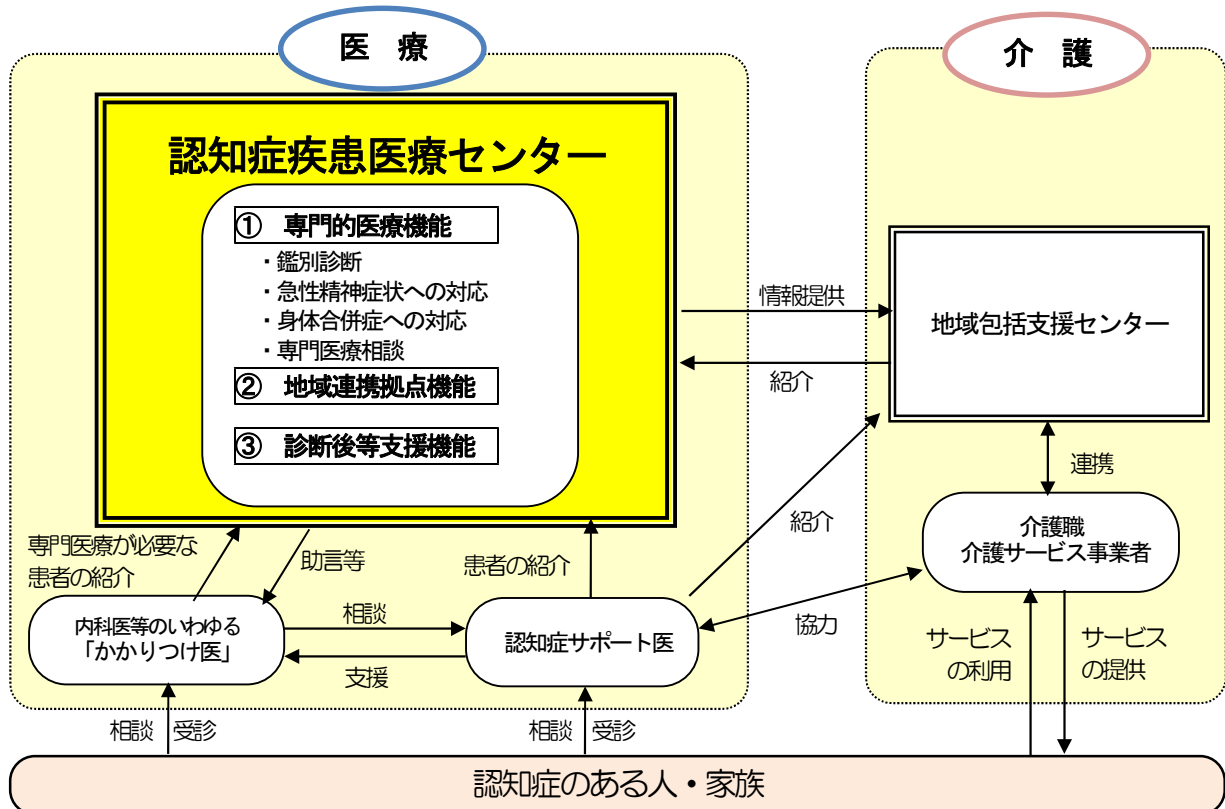 医 療
介 護
認知症疾患医療センター
① 専門的医療機能
・鑑別診断
・急性精神症状への対応
・身体合併症への対応
・専門医療相談
② 地域連携拠点機能
③ 診断後等支援機能
情報提供
紹介
地域包括支援センター
連携
介護職
介護サービス事業者
紹介
協力
専門医療が必要な
患者の紹介
助言等
患者の紹介
内科医等のいわゆる
「かかりつけ医」
相談
支援
認知症サポート医
サービス
の利用
サービス
の提供
相談 受診
相談 受診
認知症のある人・家族